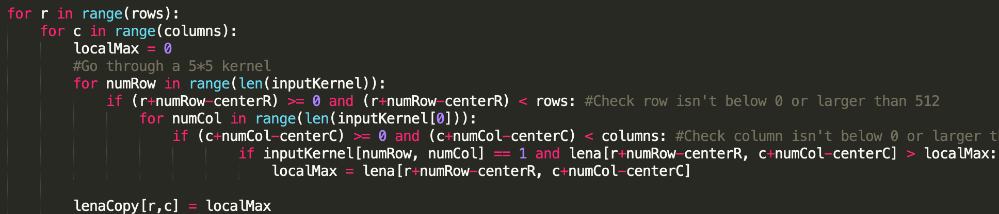 for r in range(rows):
    for c in range(columns):
        localMax = 0
        #Go through a 5*5 kernel
        for numRow in range(len(inputKernel)):
            if (r+numRow-centerR) >= 0 and (r+numRow-centerR) < rows: #Check row isn't below 0 or larger than 512
                for numCol in range(len(inputKernel[0])):
                    if (c+numCol-centerC) >= 0 and (c+numCol-centerC) < columns: #Check column isn't below 0 or larger
                            if inputKernel[numRow, numCol] == 1 and lena[r+numRow-centerR, c+numCol-centerC] > localMax:
                                localMax = lena[r+numRow-centerR, c+numCol-centerC]
        lenaCopy[r,c] = localMax